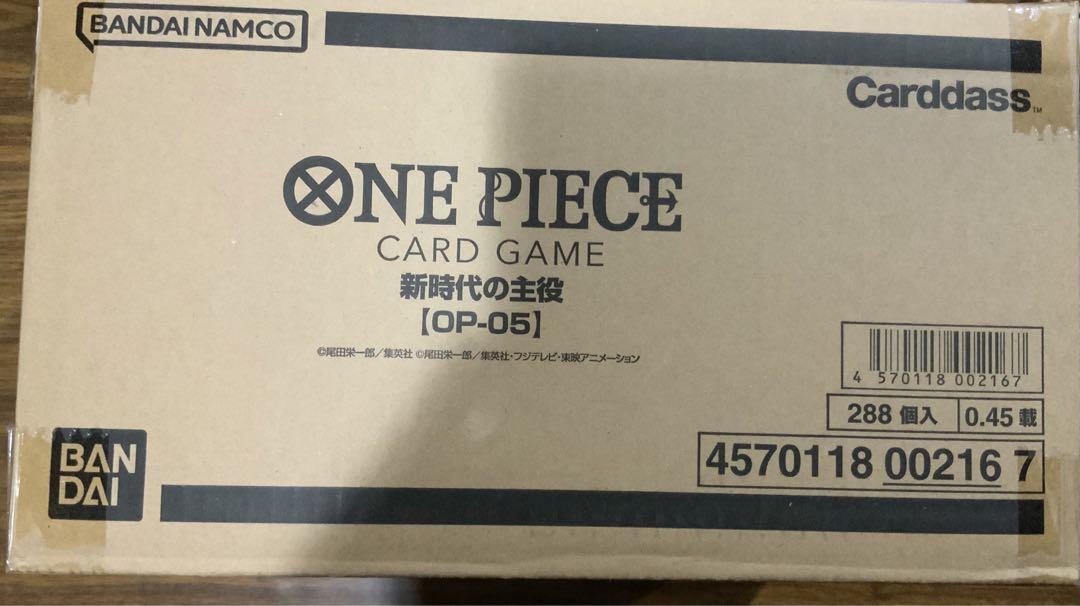 BANDAI NAMCO
Carddass™
ONE PIECE
CARD GAME
新時代の主役
【OP-05】
©尾田栄一郎／集英社 ©尾田栄一郎／集英社・フジテレビ・東映アニメーション
4 570118 002167
288 個入
0.45 載
4570118 00216 7
BAN
DAI